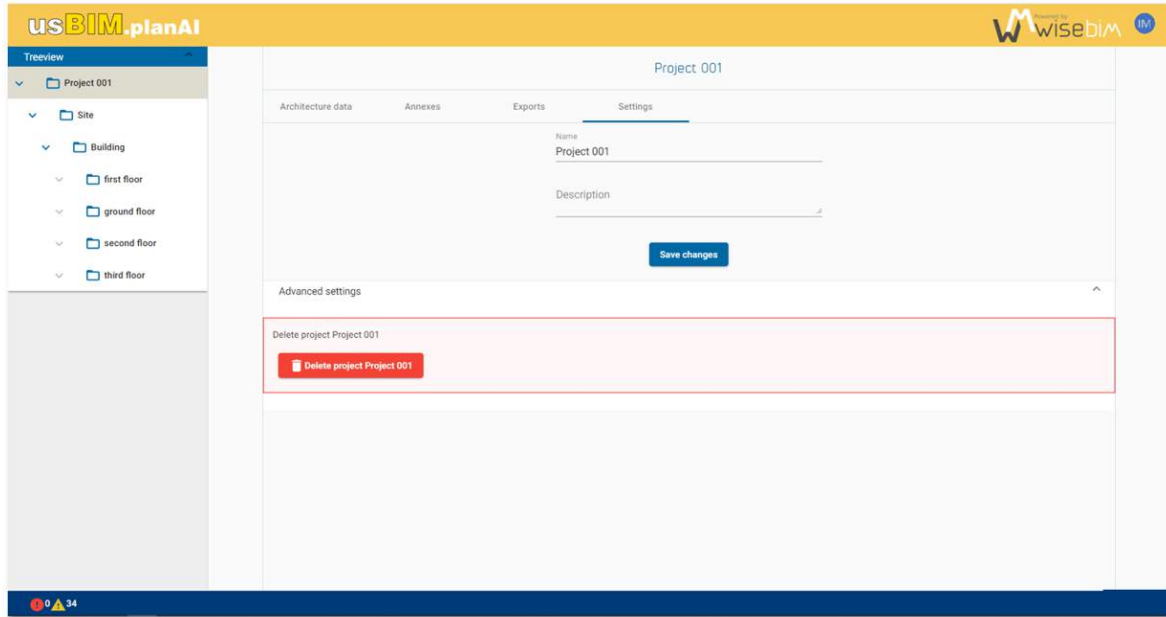 usBIM.planAI
Powered by
wisebim
IM
Treeview
Project 001
Site
Building
first floor
ground floor
second floor
third floor
Project 001
Architecture data Annexes Exports Settings
Name
Project 001
Description
Save changes
Advanced settings
Delete project Project 001
Delete project Project 001
0 34